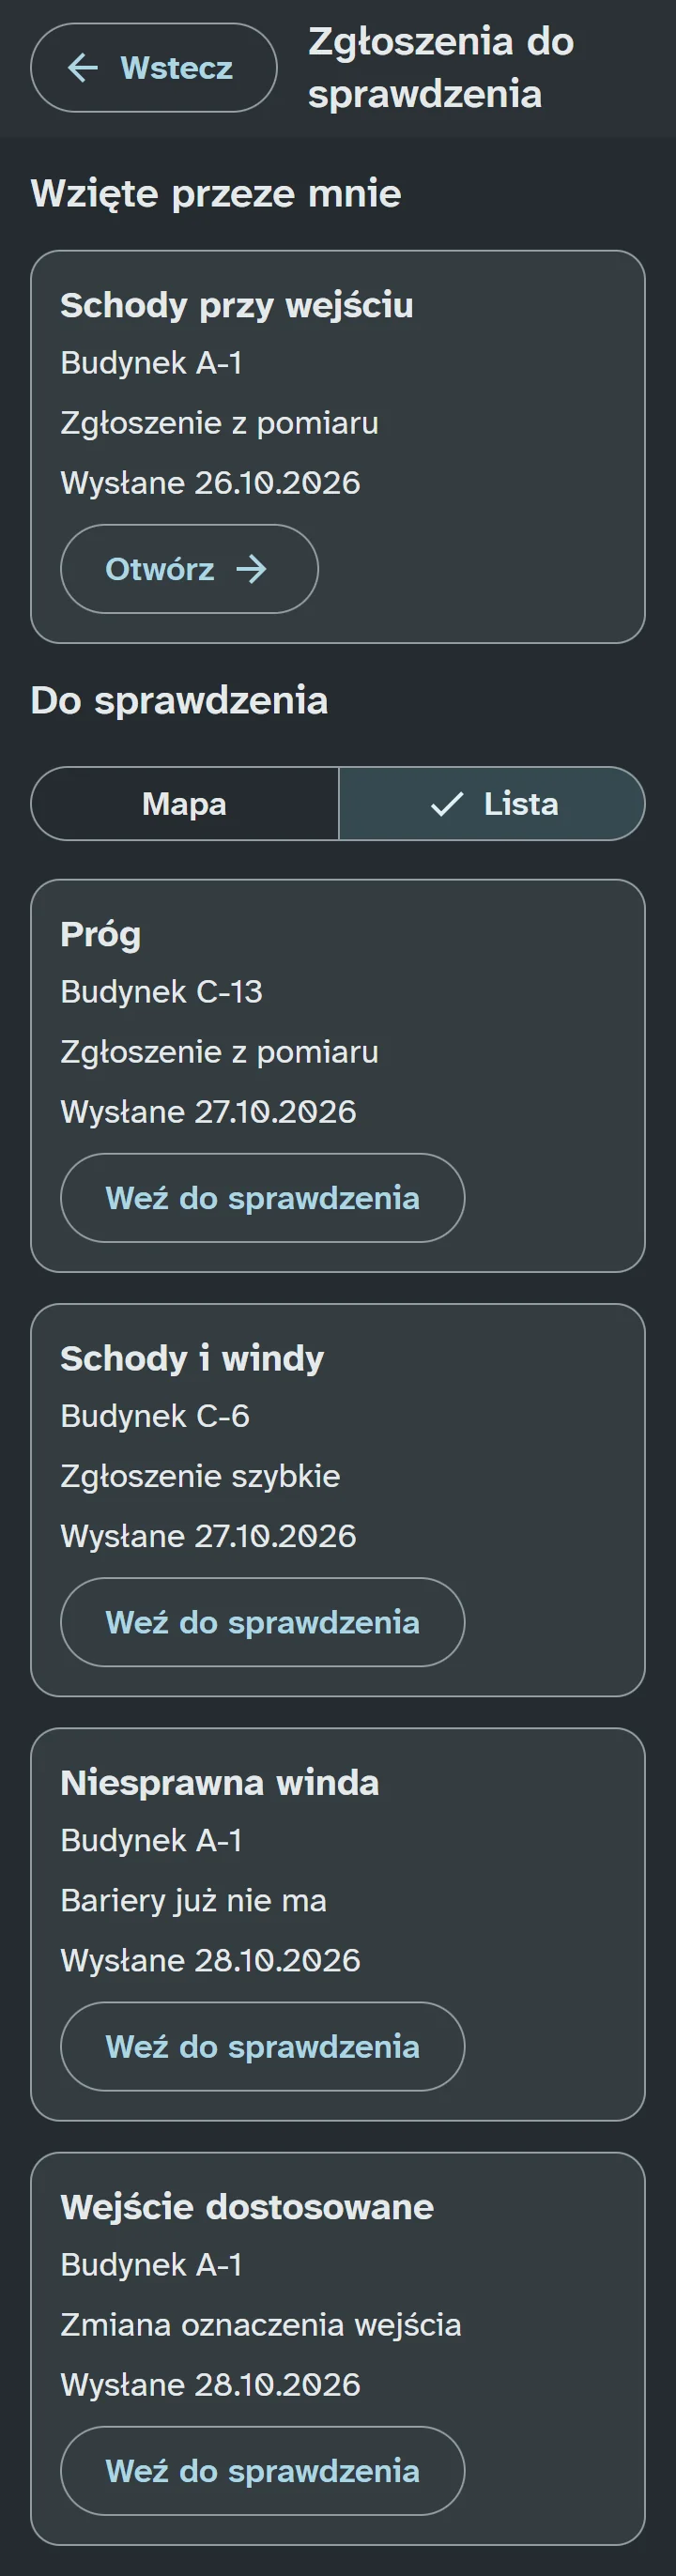 Wstecz
Zgłoszenia do
sprawdzenia
Wzięte przeze mnie
Schody przy wejściu
Budynek A-1
Zgłoszenie z pomiaru
Wysłane 26.10.2026
Otwórz
Do sprawdzenia
Mapa
Lista
Próg
Budynek C-13
Zgłoszenie z pomiaru
Wysłane 27.10.2026
Weź do sprawdzenia
Schody i windy
Budynek C-6
Zgłoszenie szybkie
Wysłane 27.10.2026
Weź do sprawdzenia
Niesprawna winda
Budynek A-1
Bariery już nie ma
Wysłane 28.10.2026
Weź do sprawdzenia
Wejście dostosowane
Budynek A-1
Zmiana oznaczenia wejścia
Wysłane 28.10.2026
Weź do sprawdzenia